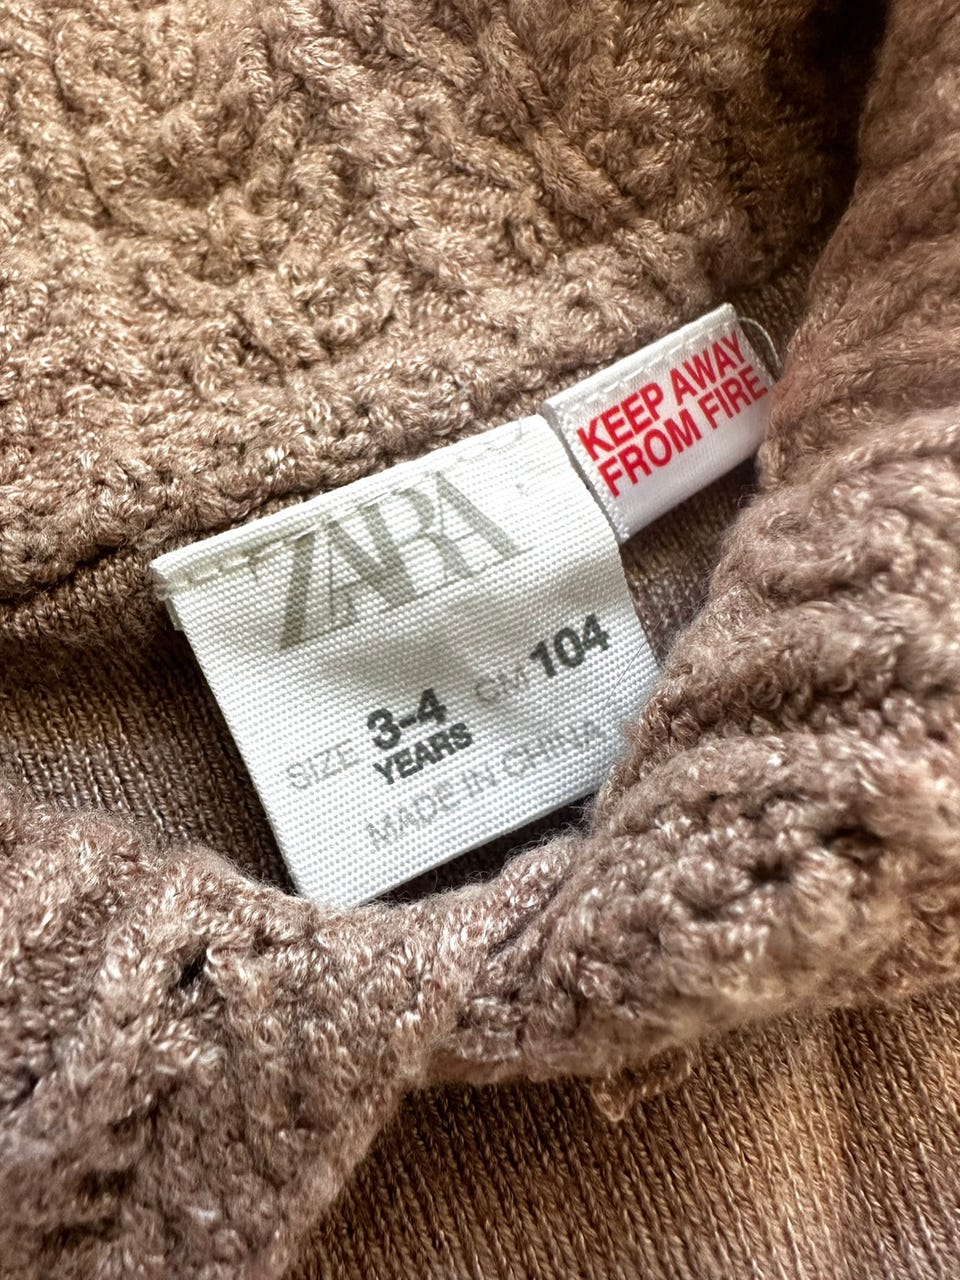 ZARA
SIZE 3-4 YEARS CM 104
MADE IN CHINA
KEEP AWAY
FROM FIRE